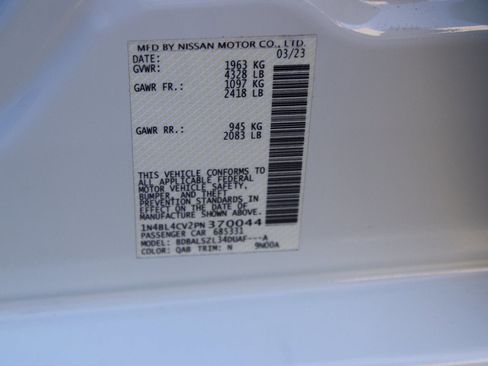 MFD BY NISSAN MOTOR CO., LTD.
DATE: 03/23
GVWR: 1963 KG
4328 LB
GAWR FR.: 1097 KG
2418 LB
GAWR RR.: 945 KG
2083 LB
THIS VEHICLE CONFORMS TO
ALL APPLICABLE FEDERAL
MOTOR VEHICLE SAFETY,
BUMPER, AND THEFT
PREVENTION STANDARDS
IN EFFECT ON THE DATE OF
MANUFACTURE SHOWN ABOVE.
1N4BL4CV2PN 370044
PASSENGER CAR 685331
MODEL: BDBALSZL34DUAF---A
COLOR: QAB TRIM: N 9N00A